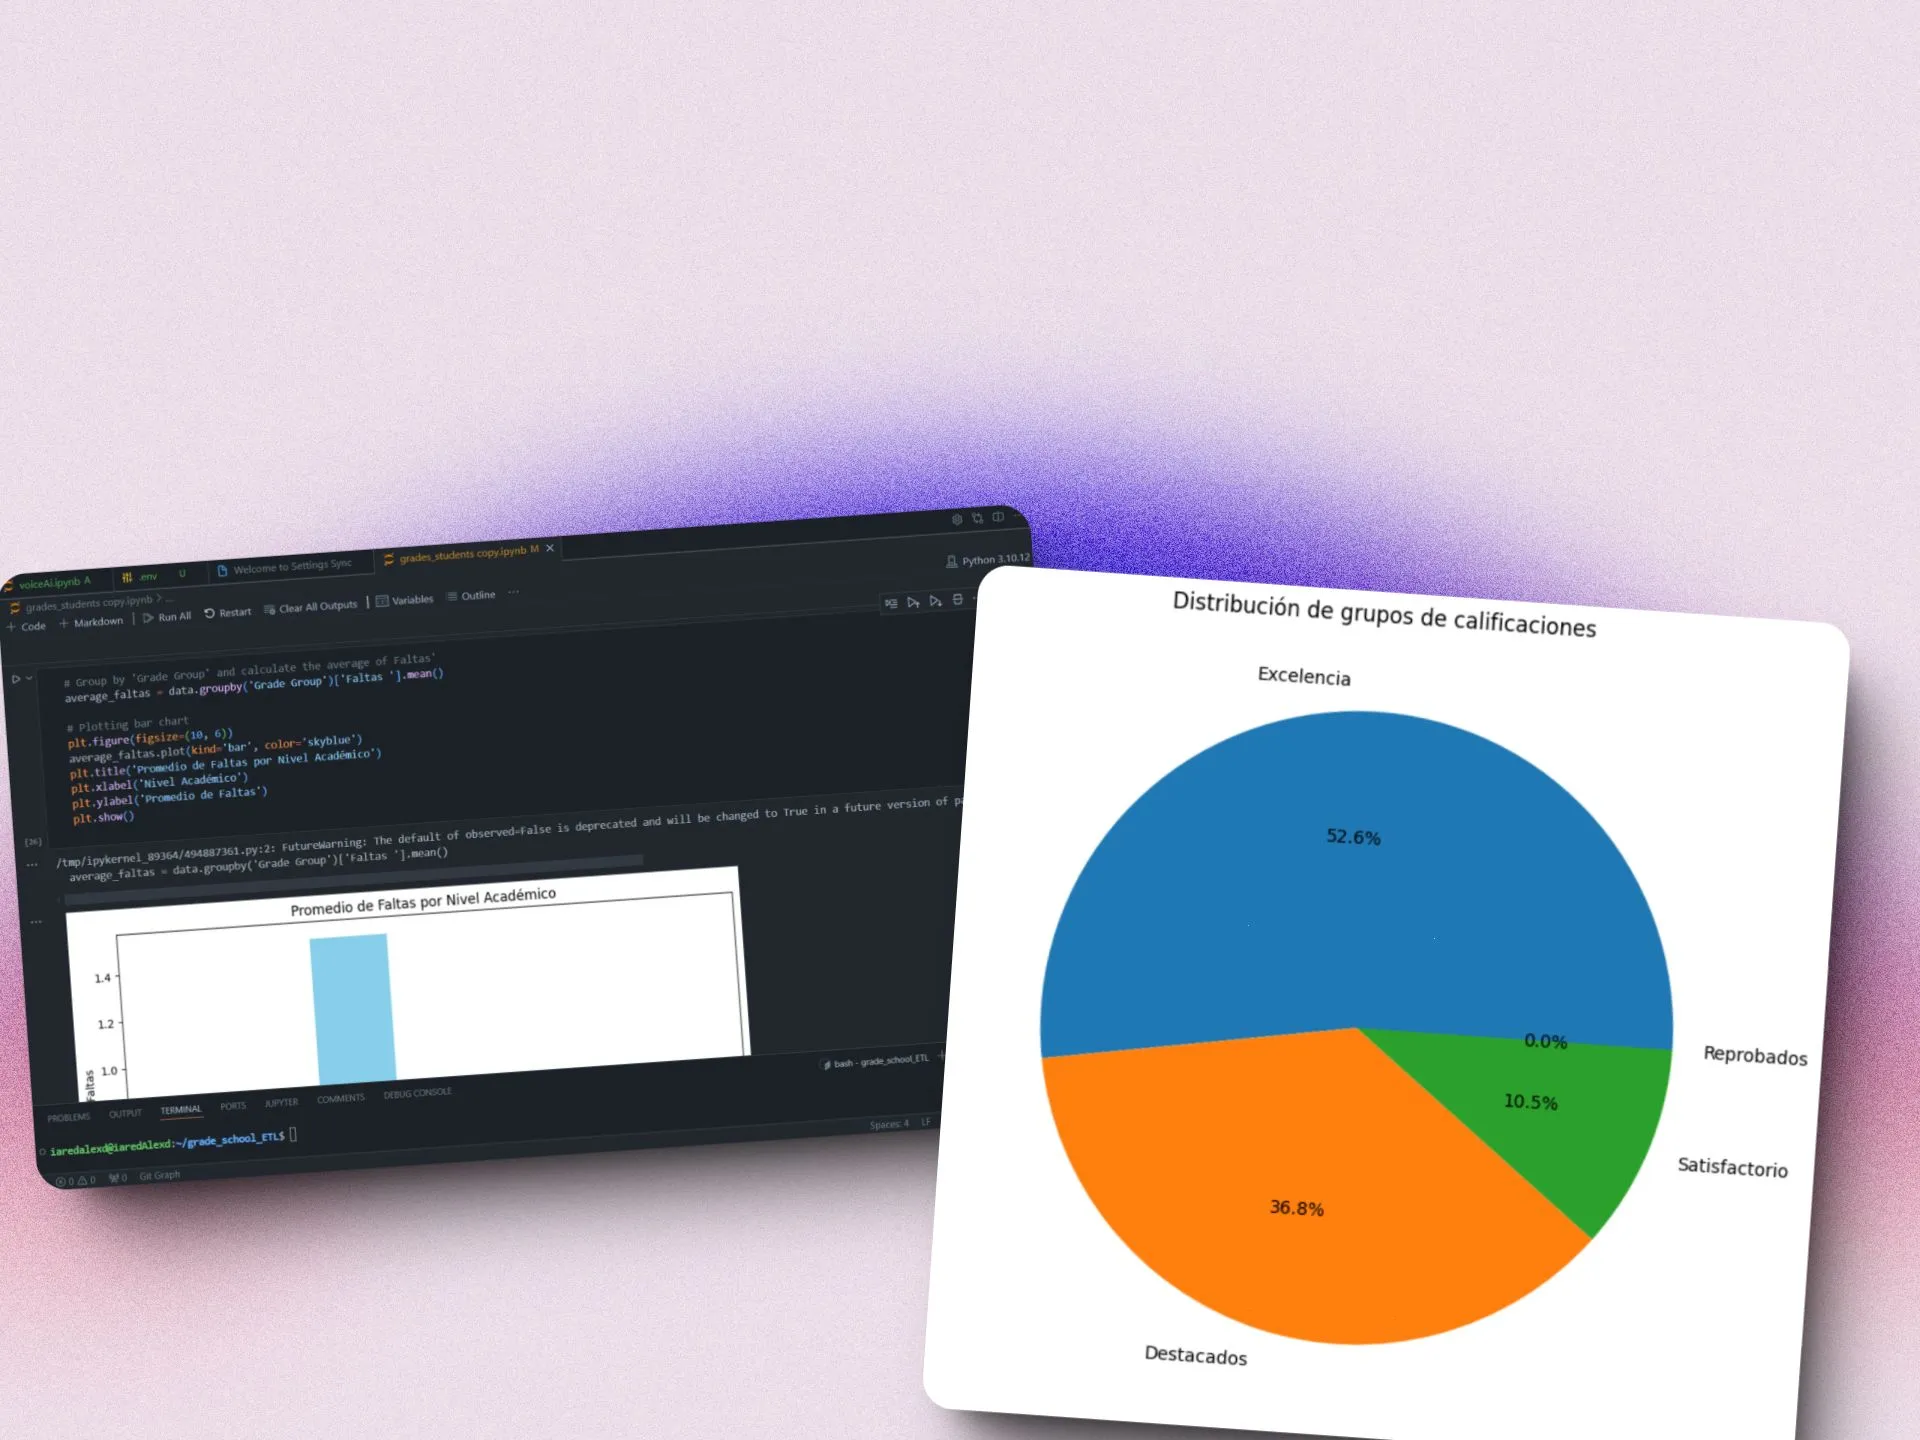 voiceAi.ipynb A
.env U
Welcome to Settings Sync
grades_students copy.ipynb M
grades_students copy.ipynb > ...
Python 3.10.12
+ Code + Markdown | Run All Restart Clear All Outputs | Variables Outline ...
# Group by 'Grade Group' and calculate the average of Faltas'
average_faltas = data.groupby('Grade Group')['Faltas '].mean()
# Plotting bar chart
plt.figure(figsize=(10, 6))
average_faltas.plot(kind='bar', color='skyblue')
plt.title('Promedio de Faltas por Nivel Académico')
plt.xlabel('Nivel Académico')
plt.ylabel('Promedio de Faltas')
plt.show()
[26]
/tmp/ipykernel_89364/494887361.py:2: FutureWarning: The default of observed=False is deprecated and will be changed to True in a future version of pa
average_faltas = data.groupby('Grade Group')['Faltas '].mean()
Promedio de Faltas por Nivel Académico
1.4
1.2
1.0
Faltas
bash - grade_school_ETL
PROBLEMS OUTPUT TERMINAL PORTS JUPYTER COMMENTS DEBUG CONSOLE
iaredalexd@iaredAlexd:~/grade_school_ETL$
Spaces: 4 LF
0 0 0 Git Graph
Distribución de grupos de calificaciones
Excelencia
52.6%
0.0%
Reprobados
10.5%
Satisfactorio
36.8%
Destacados